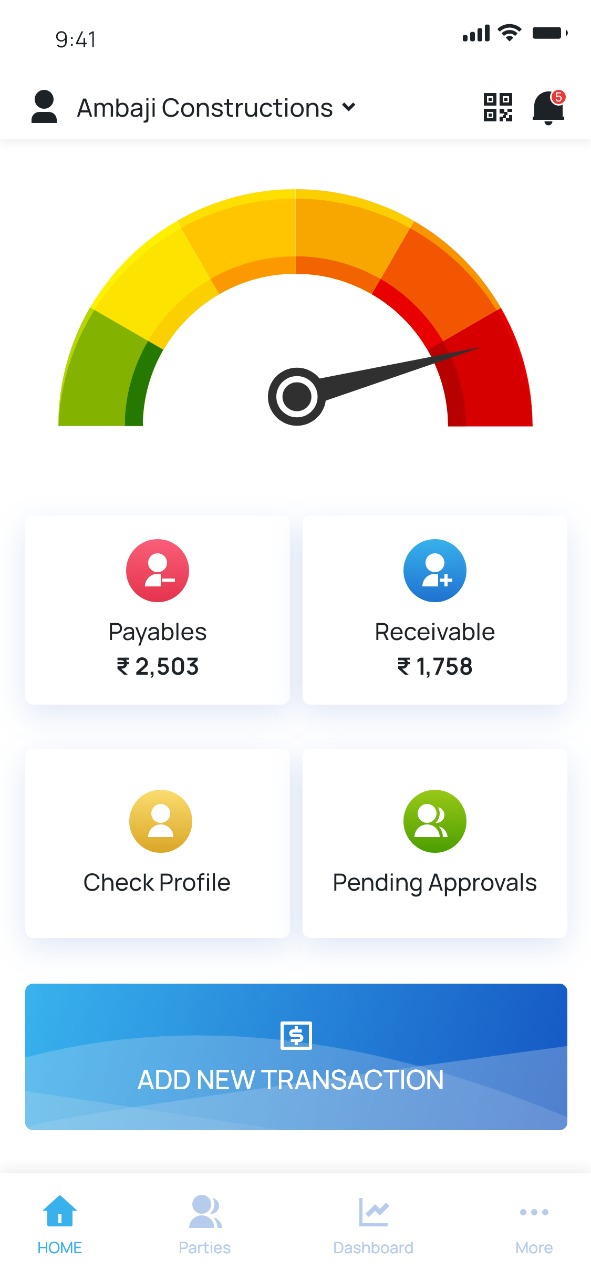 9:41
Ambaji Constructions
5
Payables
₹ 2,503
Receivable
₹ 1,758
Check Profile
Pending Approvals
$
ADD NEW TRANSACTION
HOME
Parties
Dashboard
More